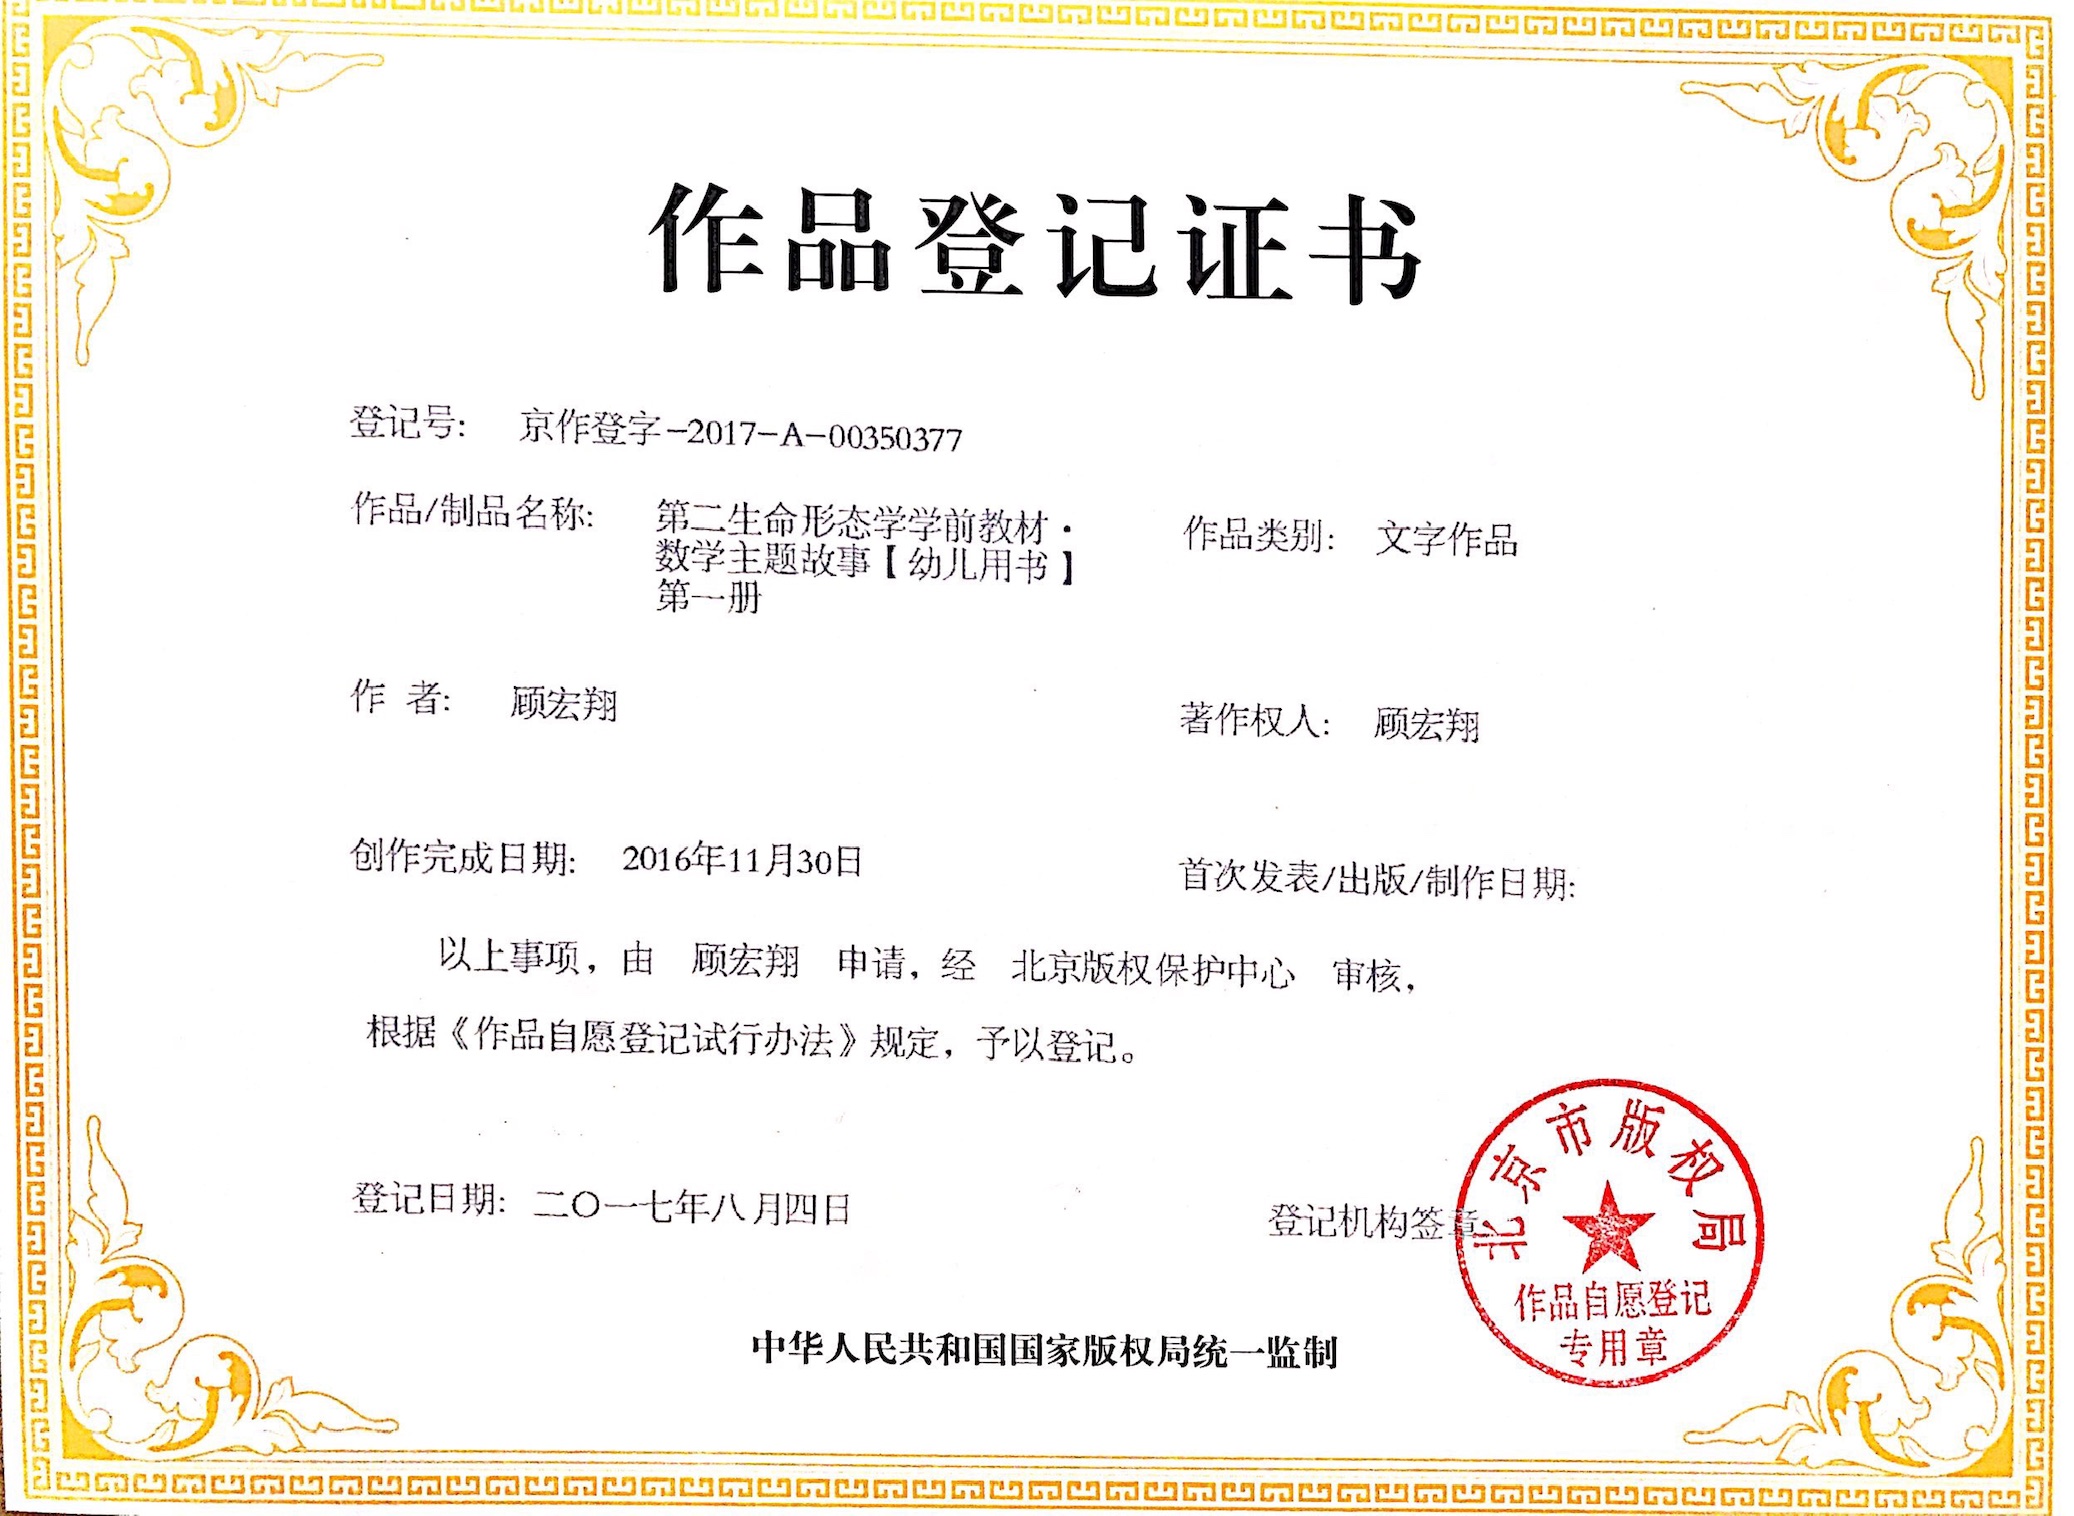 作品登记证书
登记号: 京作登字-2017-A-00350377
作品/制品名称: 第二生命形态学学前教材·
数学主题故事【幼儿用书】
第一册
作品类别: 文字作品
作 者: 顾宏翔
著作权人: 顾宏翔
创作完成日期: 2016年11月30日
首次发表/出版/制作日期:
以上事项，由 顾宏翔 申请，经 北京版权保护中心 审核，
根据《作品自愿登记试行办法》规定，予以登记。
登记日期: 二〇一七年八月四日
登记机构签章
北京市版权局
作品自愿登记
专用章
中华人民共和国国家版权局统一监制